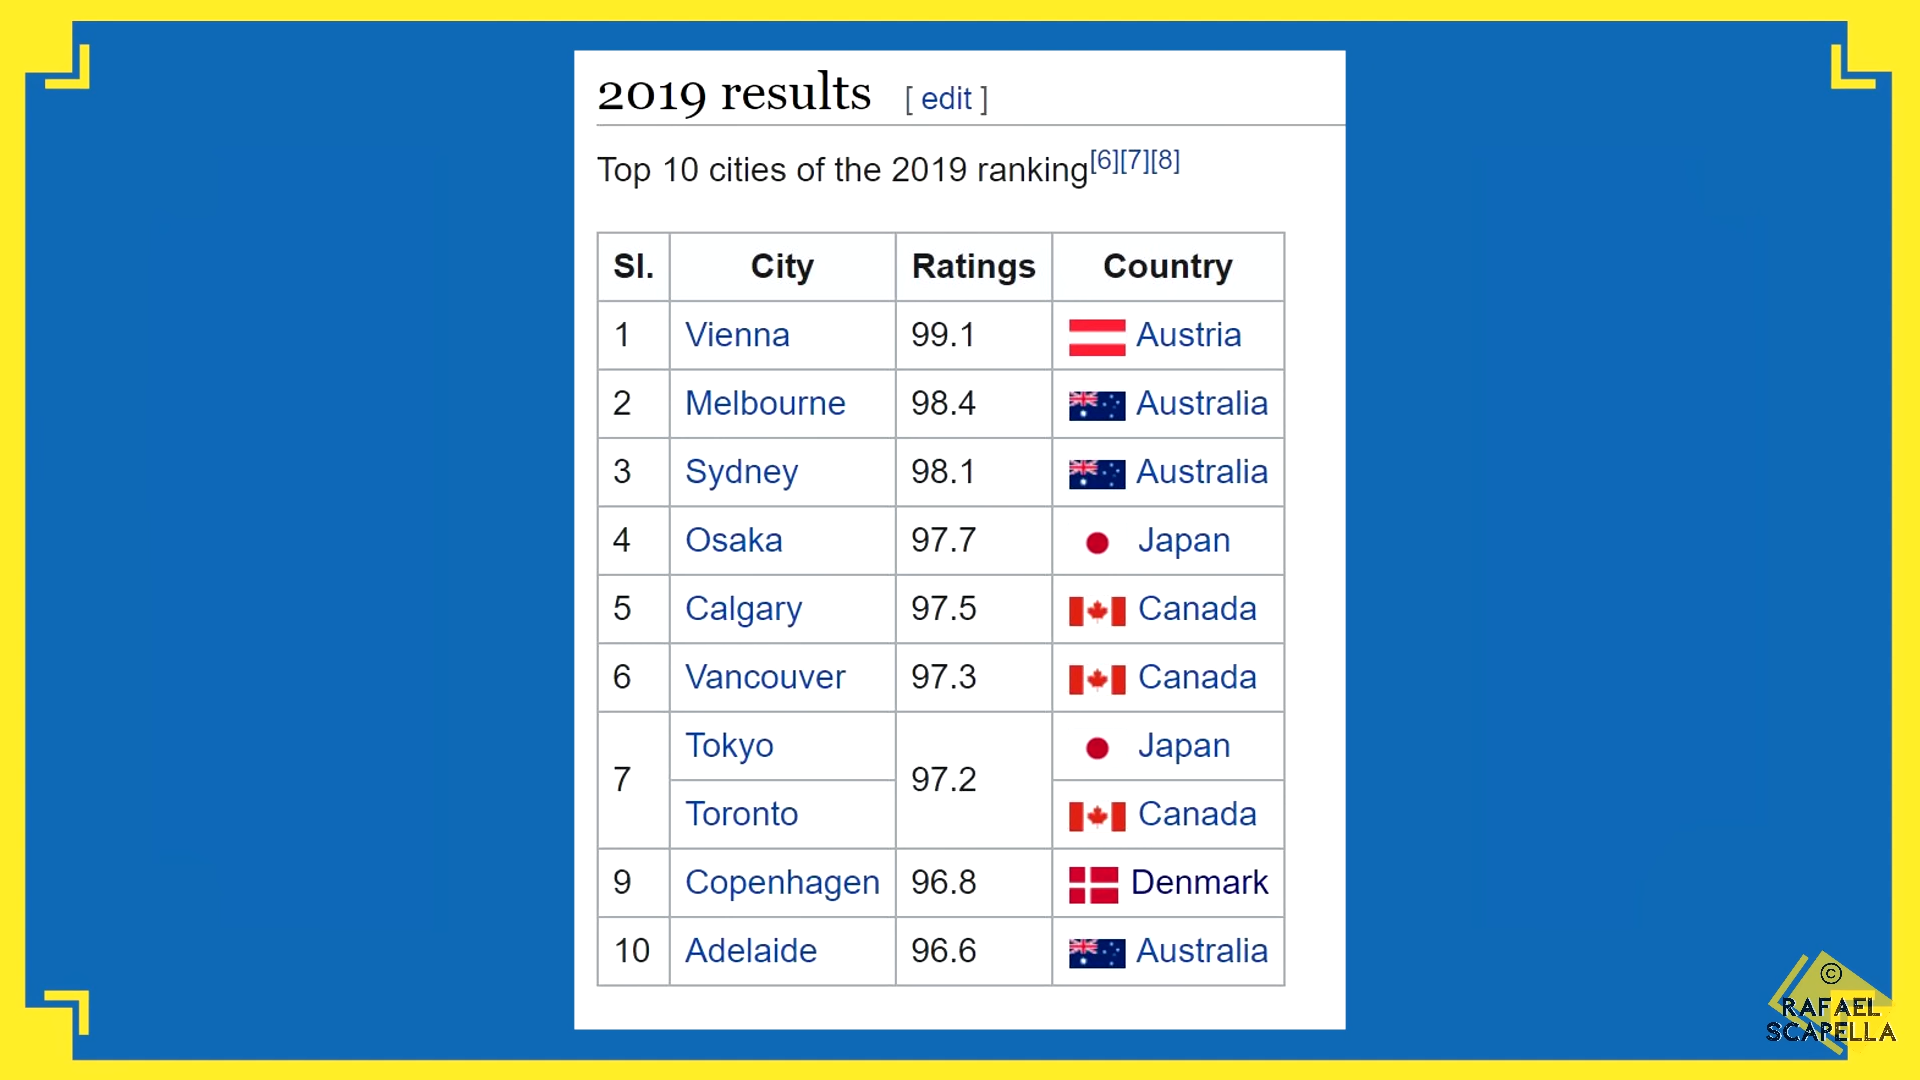 2019 results [ edit ]
Top 10 cities of the 2019 ranking[6][7][8]
Sl. City Ratings Country
1 Vienna 99.1 Austria
2 Melbourne 98.4 Australia
3 Sydney 98.1 Australia
4 Osaka 97.7 Japan
5 Calgary 97.5 Canada
6 Vancouver 97.3 Canada
7 Tokyo 97.2 Japan
Toronto Canada
9 Copenhagen 96.8 Denmark
10 Adelaide 96.6 Australia
©
RAFAEL
SCAPELLA